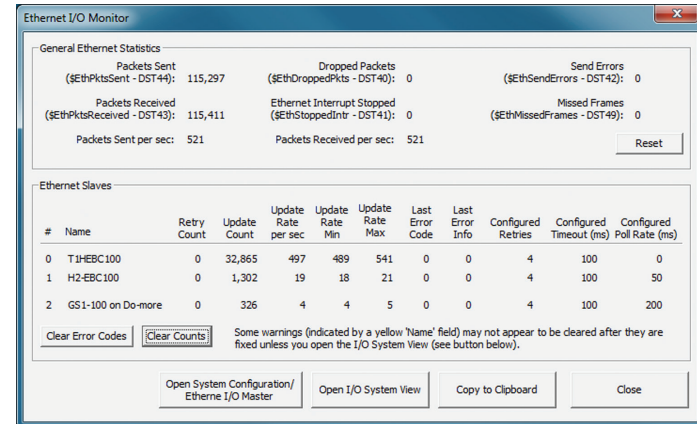 Ethernet I/O Monitor
General Ethernet Statistics
Packets Sent Dropped Packets Send Errors
($EthPktsSent - DST44): 115,297 ($EthDroppedPkts - DST40): 0 ($EthSendErrors - DST42): 0
Packets Received Ethernet Interrupt Stopped Missed Frames
($EthPktsReceived - DST43): 115,411 ($EthStoppedIntr - DST41): 0 ($EthMissedFrames - DST49): 0
Packets Sent per sec: 521 Packets Received per sec: 521 Reset
Ethernet Slaves
Update Update Update Last Last
Retry Update Rate Rate Rate Error Error Configured Configured Configured
# Name Count Count per sec Min Max Code Info Retries Timeout (ms) Poll Rate (ms)
0 T1HEBC100 0 32,865 497 489 541 0 0 4 100 0
1 H2-EBC100 0 1,302 19 18 21 0 0 4 100 50
2 GS1-100 on Do-more 0 326 4 4 5 0 0 4 100 200
Clear Error Codes Clear Counts Some warnings (indicated by a yellow 'Name' field) may not appear to be cleared after they are
fixed unless you open the I/O System View (see button below).
Open System Configuration/
Etherne I/O Master Open I/O System View Copy to Clipboard Close